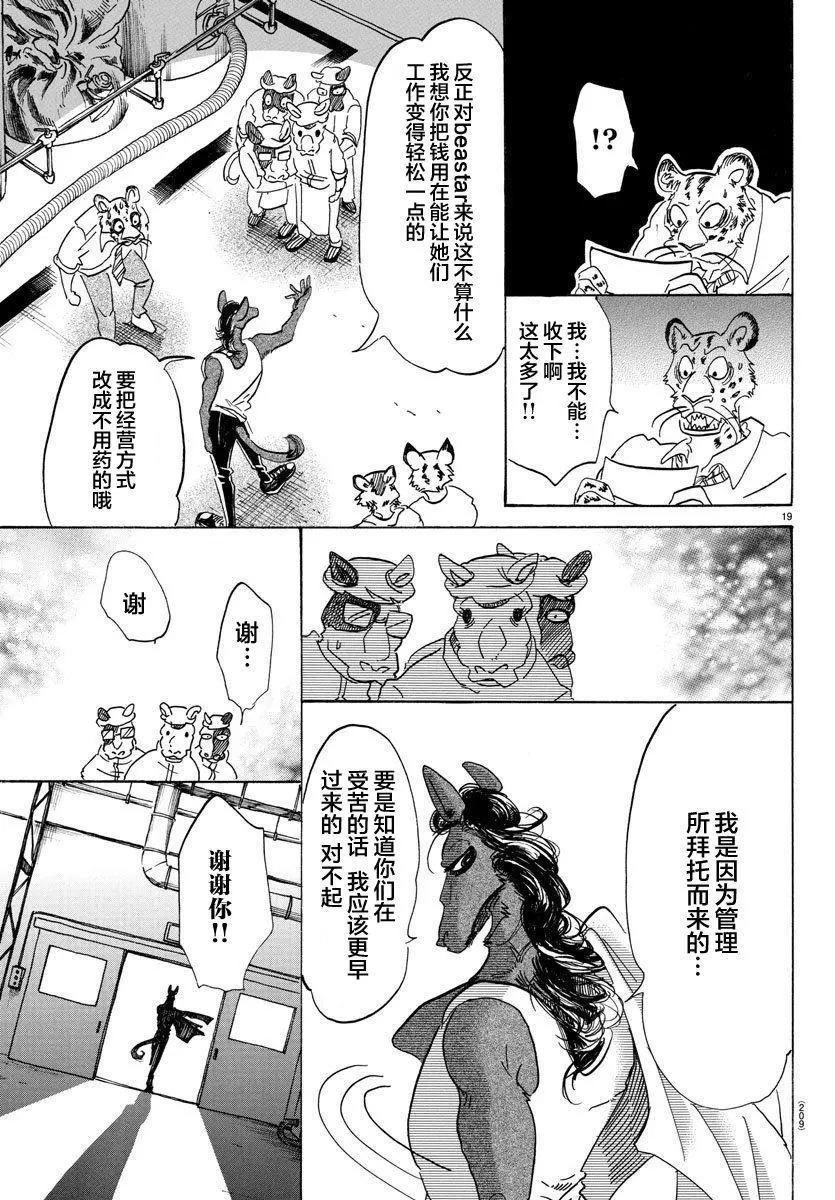 !?
我…我不能…
收下啊
这太多了!!
反正对beastar来说这不算什么
我想你把钱用在能让她们
工作变得轻松一点的
要把经营方式
改成不用药的哦
19
谢…
谢
我是因为管理
所拜托而来的…
要是知道你们在
受苦的话 我应该更早
过来的 对不起
谢谢你!!
(209)